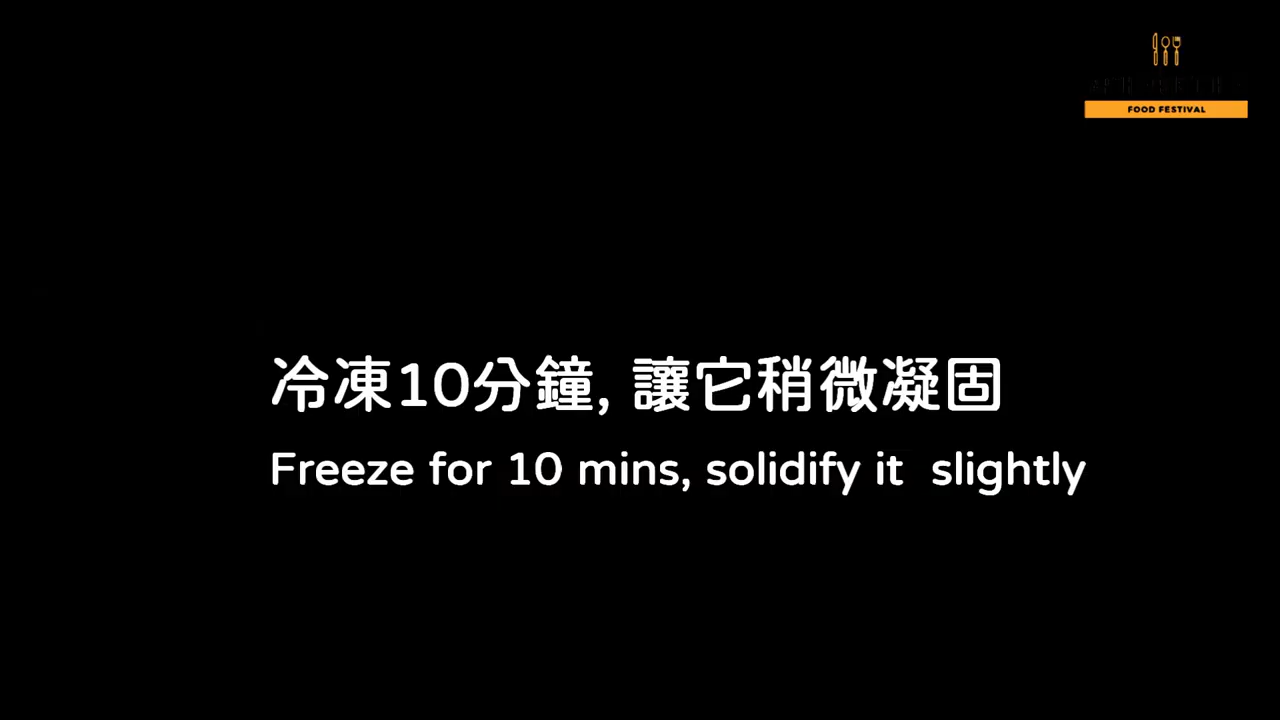 FOOD FESTIVAL
冷凍10分鐘, 讓它稍微凝固
Freeze for 10 mins, solidify it  slightly